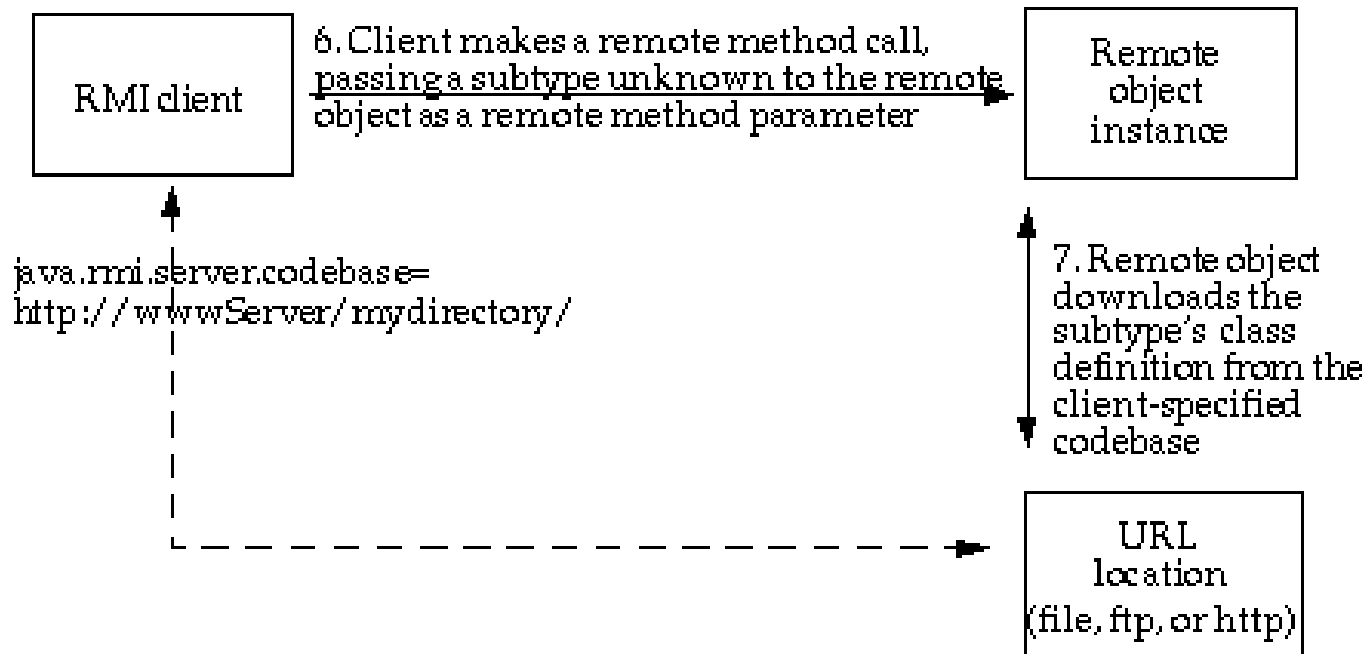 RMI client
6. Client makes a remote method call,
passing a subtype unknown to the remote
object as a remote method parameter
Remote
object
instance
java.rmi.server.codebase=
http://wwwServer/mydirectory/
7. Remote object
downloads the
subtype's class
definition from the
client-specified
codebase
URL
location
(file, ftp, or http)